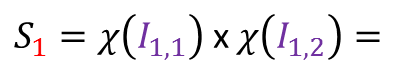 S₁ = χ(I₁,₁) x χ(I₁,₂) =